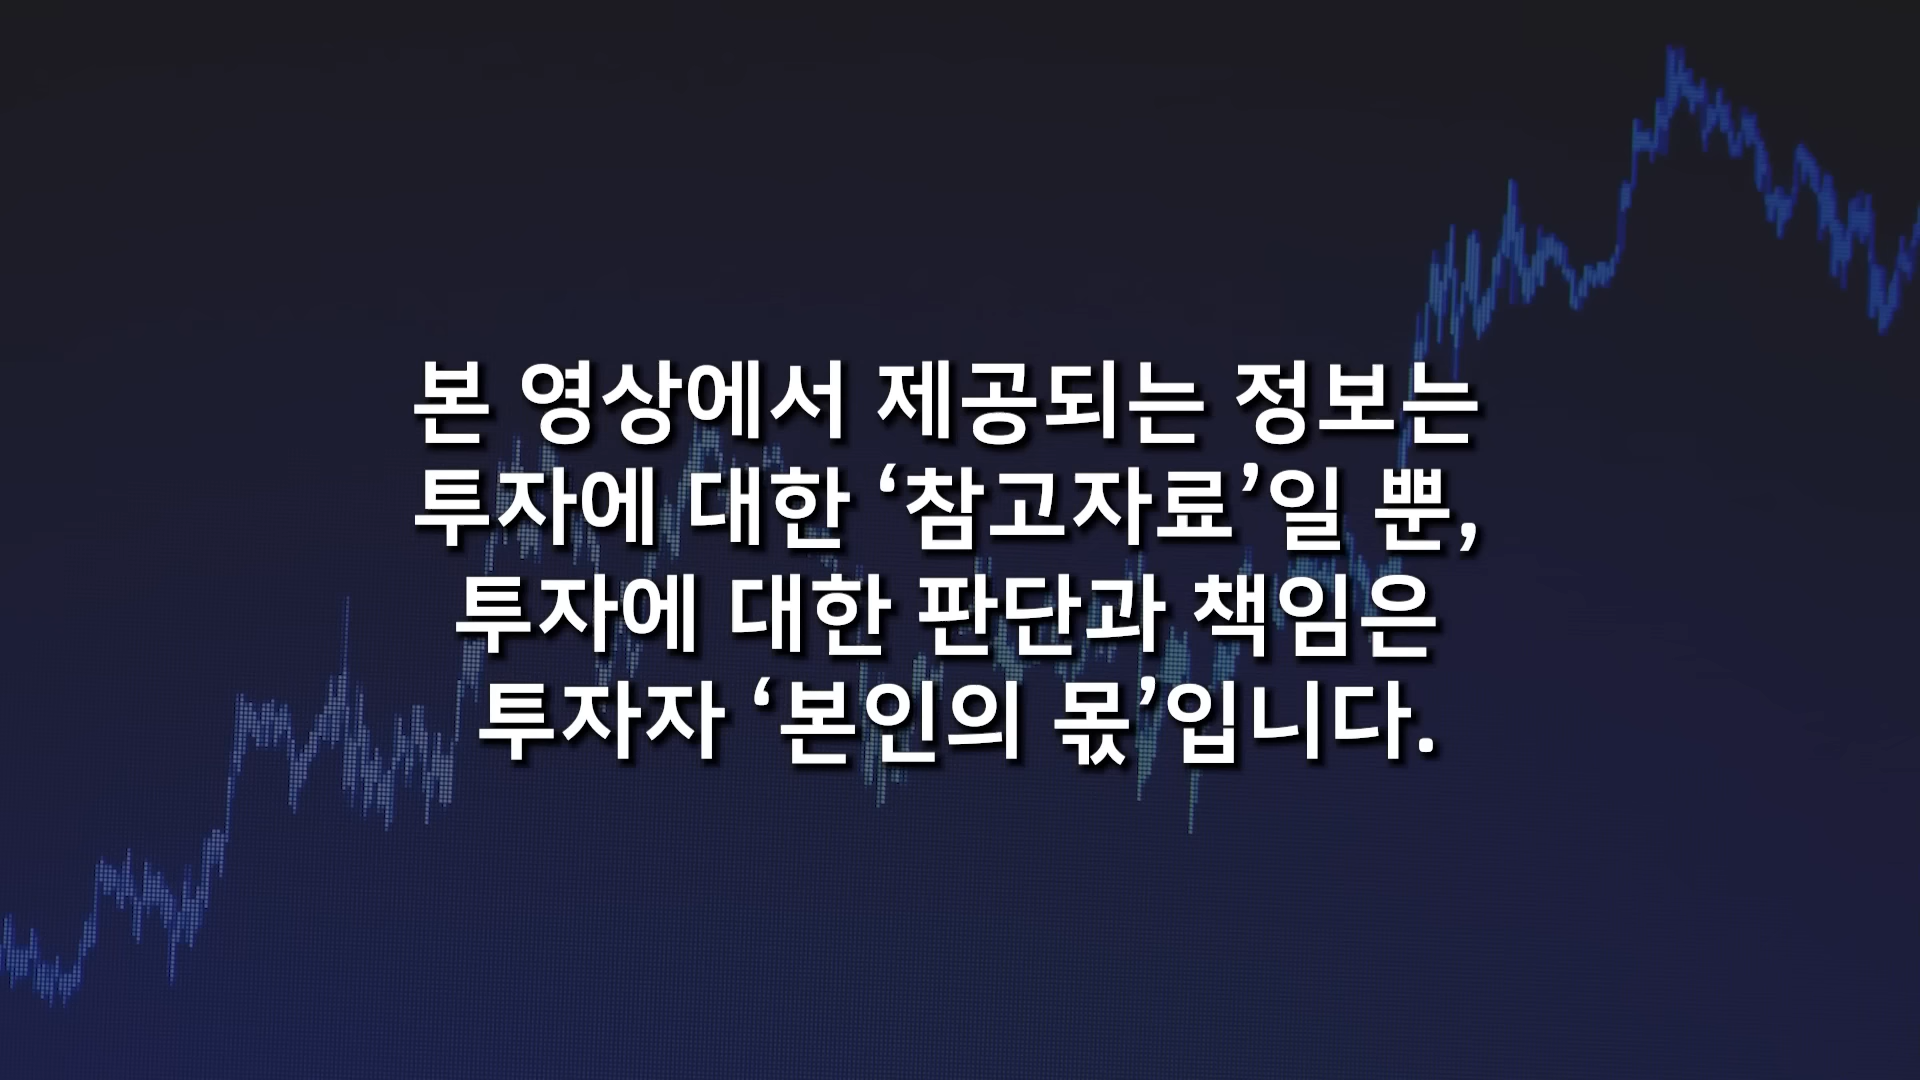 본 영상에서 제공되는 정보는
투자에 대한 ‘참고자료’일 뿐,
투자에 대한 판단과 책임은
투자자 ‘본인의 몫’입니다.